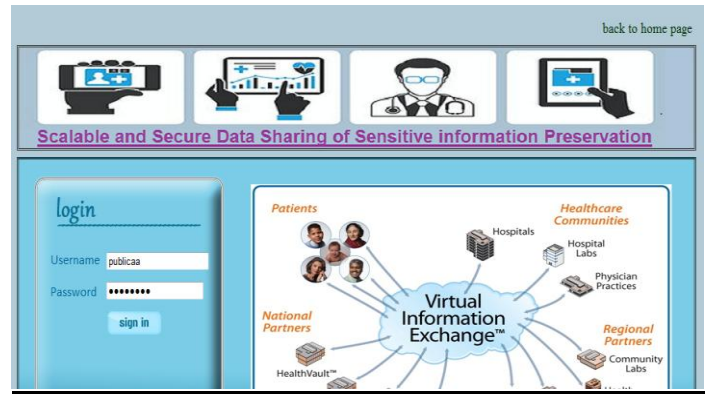 back to home page
Scalable and Secure Data Sharing of Sensitive information Preservation
login
Username publicaa
Password ••••••••
sign in
Patients
Healthcare
Communities
Hospitals
Hospital
Labs
Physician
Practices
Virtual
Information
Exchange™
National
Partners
Regional
Partners
HealthVault™
Community
Labs